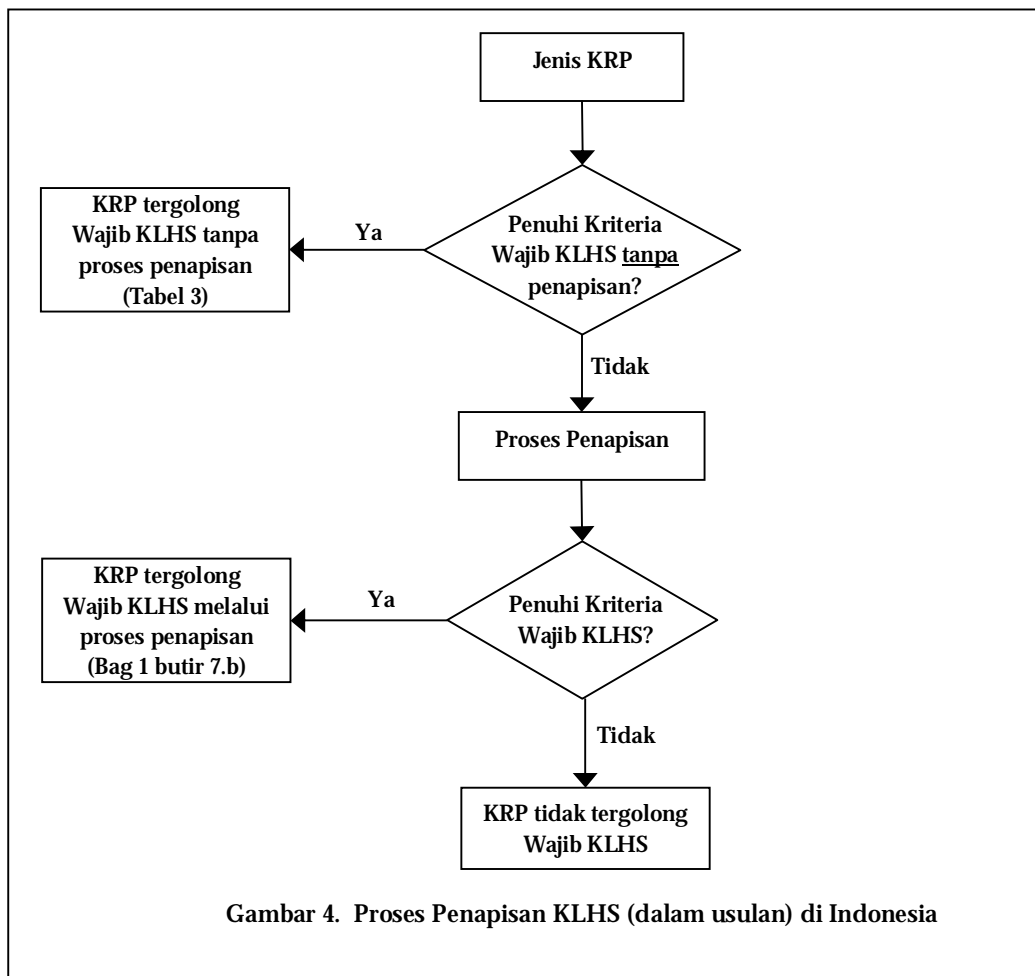 Jenis KRP
KRP tergolong
Wajib KLHS tanpa
proses penapisan
(Tabel 3)
Ya
Penuhi Kriteria
Wajib KLHS tanpa
penapisan?
Tidak
Proses Penapisan
KRP tergolong
Wajib KLHS melalui
proses penapisan
(Bag 1 butir 7.b)
Ya
Penuhi Kriteria
Wajib KLHS?
Tidak
KRP tidak tergolong
Wajib KLHS
Gambar 4. Proses Penapisan KLHS (dalam usulan) di Indonesia